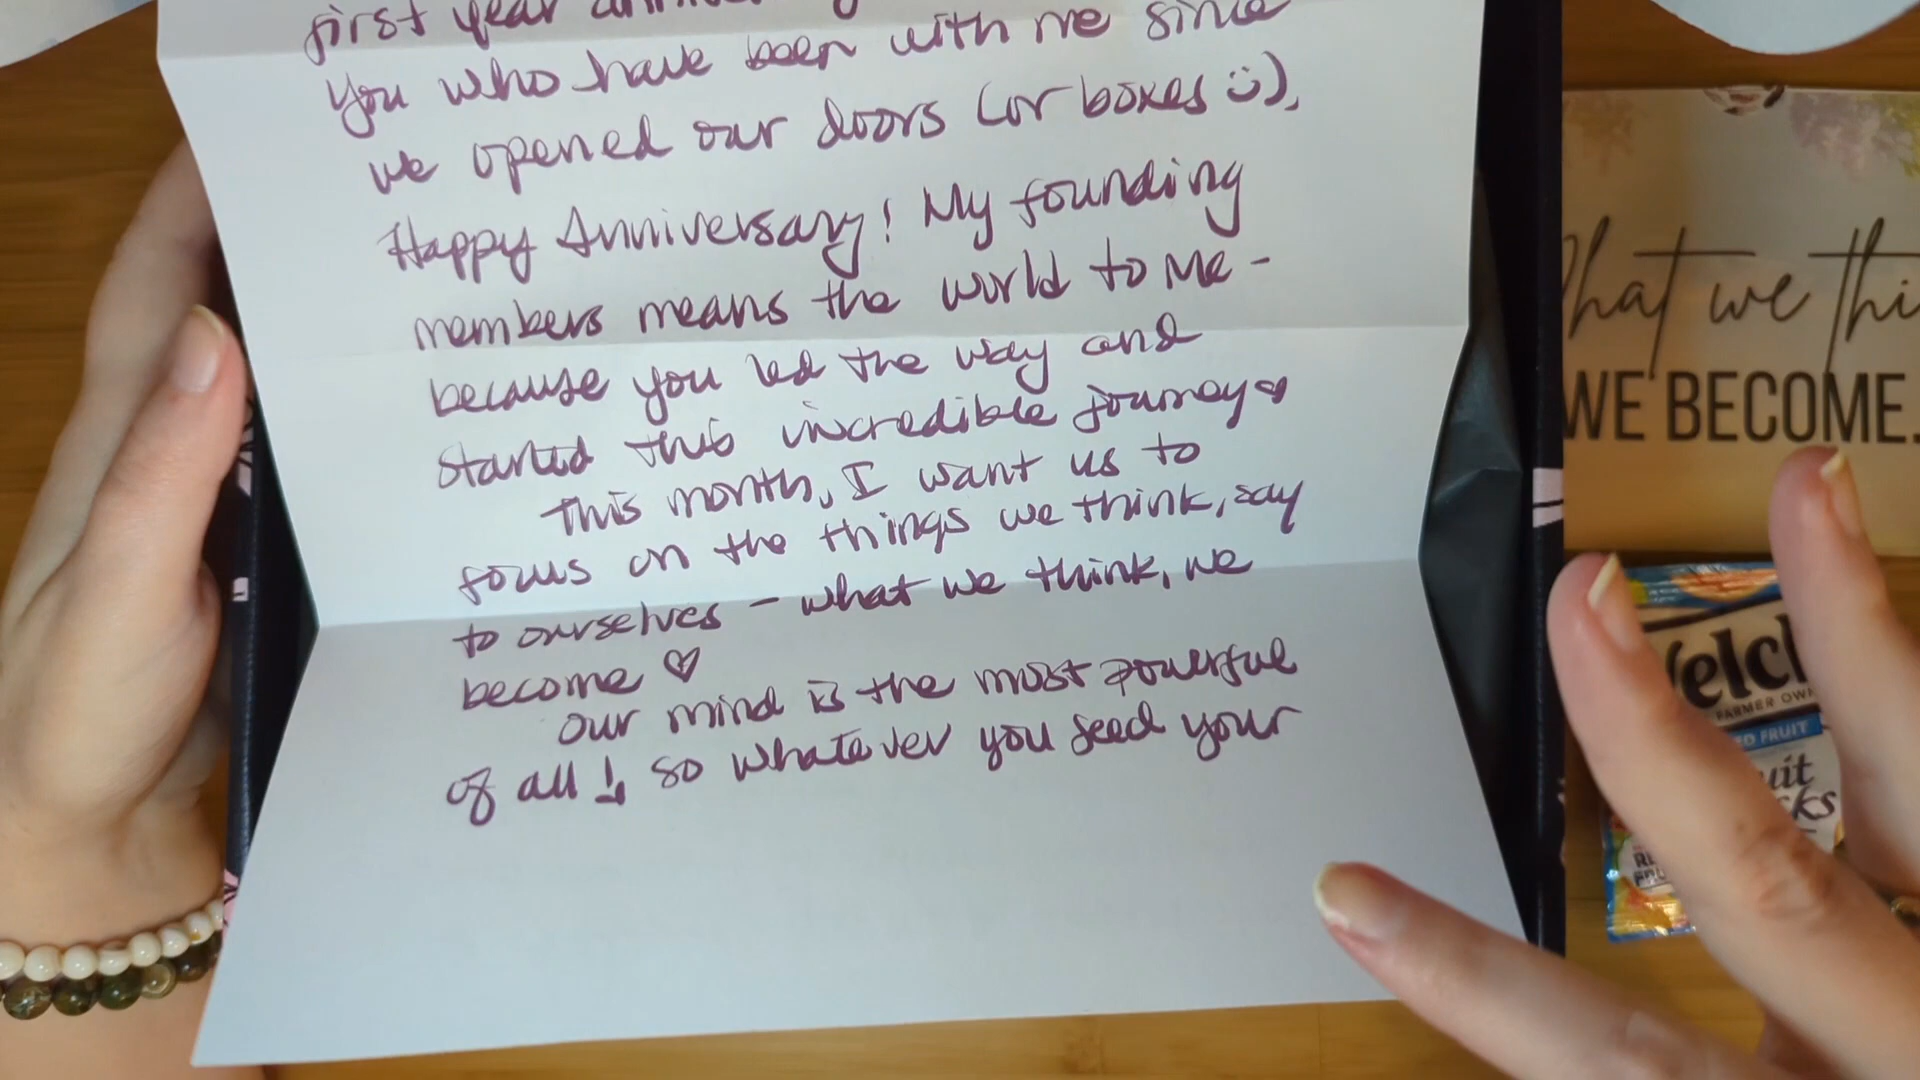 first year
you who have been with me since
we opened our doors (or boxes :)),
Happy Anniversary! My founding
members means the world to me -
because you led the way and
started this incredible journey
This month, I want us to
focus on the things we think, say
to ourselves - what we think, we
become ♡
Our mind is the most powerful
of all so whatever you feed your
What we thi
WE BECOME.
Welch
FARMER OWN
D FRUIT
uit
cks